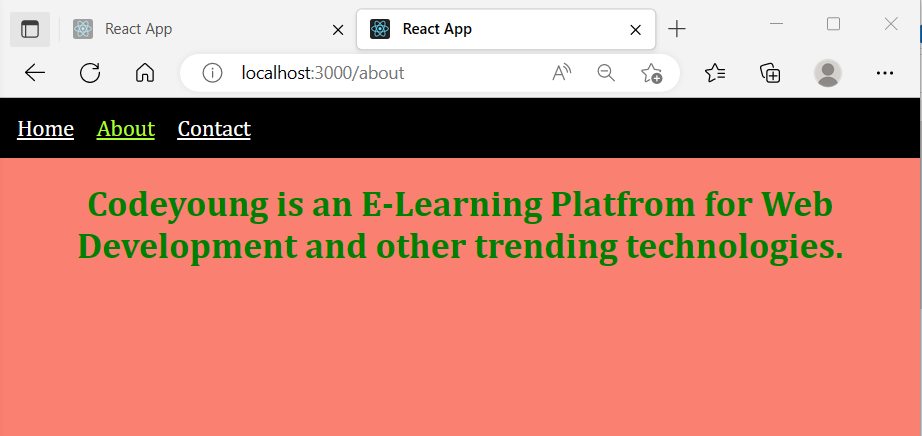 React App
React App
localhost:3000/about
Home About Contact
Codeyoung is an E-Learning Platfrom for Web
Development and other trending technologies.